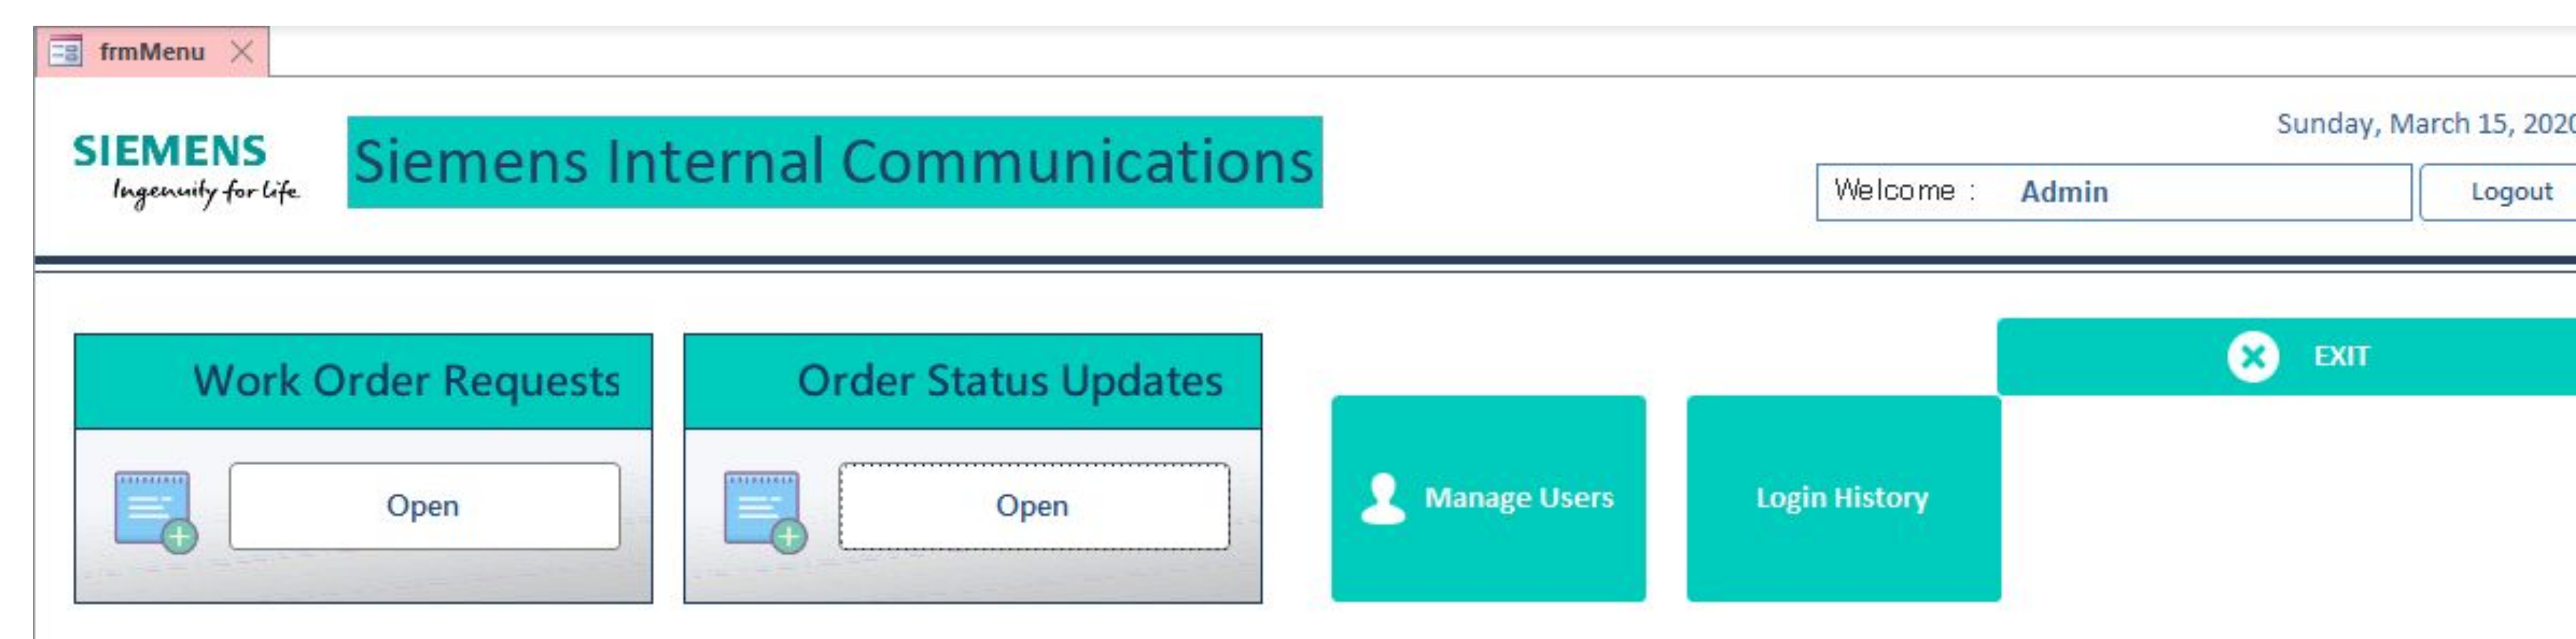 frmMenu
SIEMENS
Ingenuity for life
Siemens Internal Communications
Sunday, March 15, 2020
Welcome : Admin
Logout
Work Order Requests
Open
Order Status Updates
Open
Manage Users
Login History
EXIT